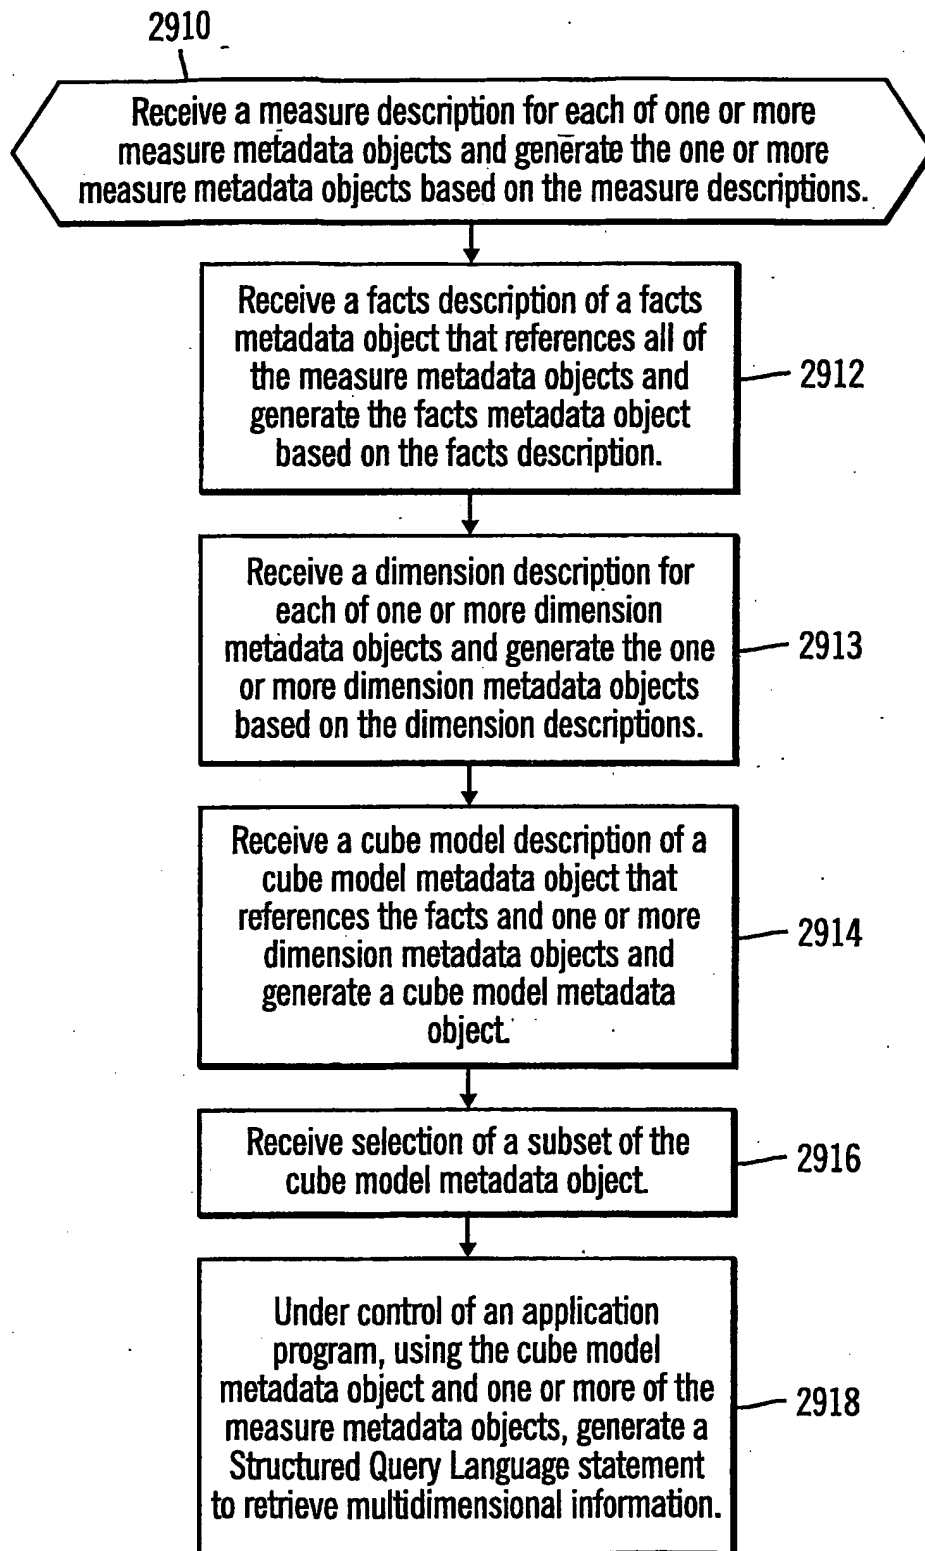 2910
Receive a measure description for each of one or more
measure metadata objects and generate the one or more
measure metadata objects based on the measure descriptions.
Receive a facts description of a facts
metadata object that references all of
the measure metadata objects and
generate the facts metadata object
based on the facts description.
2912
Receive a dimension description for
each of one or more dimension
metadata objects and generate the one
or more dimension metadata objects
based on the dimension descriptions.
2913
Receive a cube model description of a
cube model metadata object that
references the facts and one or more
dimension metadata objects and
generate a cube model metadata
object.
2914
Receive selection of a subset of the
cube model metadata object.
2916
Under control of an application
program, using the cube model
metadata object and one or more of the
measure metadata objects, generate a
Structured Query Language statement
to retrieve multidimensional information.
2918